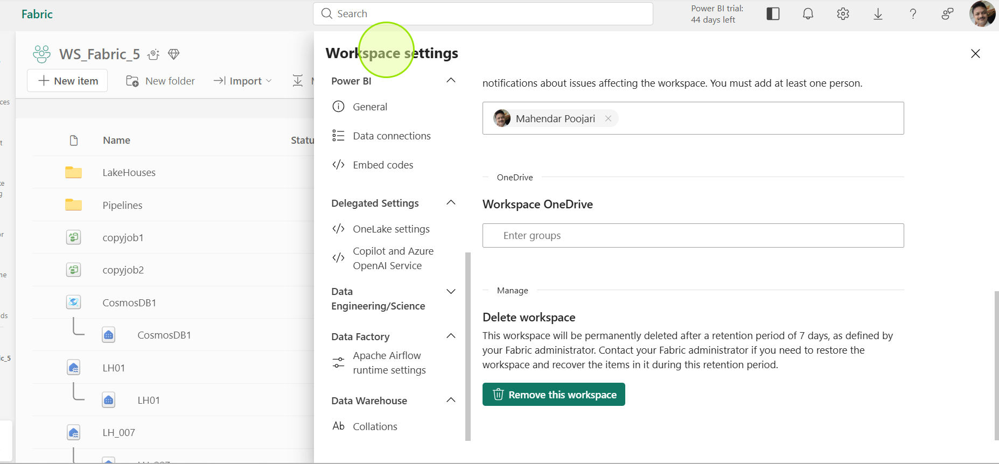 Fabric
Search
Power BI trial:
44 days left
WS_Fabric_5
New item
New folder
Import
Name
LakeHouses
Pipelines
copyjob1
copyjob2
CosmosDB1
CosmosDB1
LH01
LH01
LH_007
Workspace settings
Power BI
General
Data connections
Embed codes
Delegated Settings
OneLake settings
Copilot and Azure
OpenAI Service
Data
Engineering/Science
Data Factory
Apache Airflow
runtime settings
Data Warehouse
Ab Collations
notifications about issues affecting the workspace. You must add at least one person.
Mahendar Poojari
OneDrive
Workspace OneDrive
Enter groups
Manage
Delete workspace
This workspace will be permanently deleted after a retention period of 7 days, as defined by
your Fabric administrator. Contact your Fabric administrator if you need to restore the
workspace and recover the items in it during this retention period.
Remove this workspace